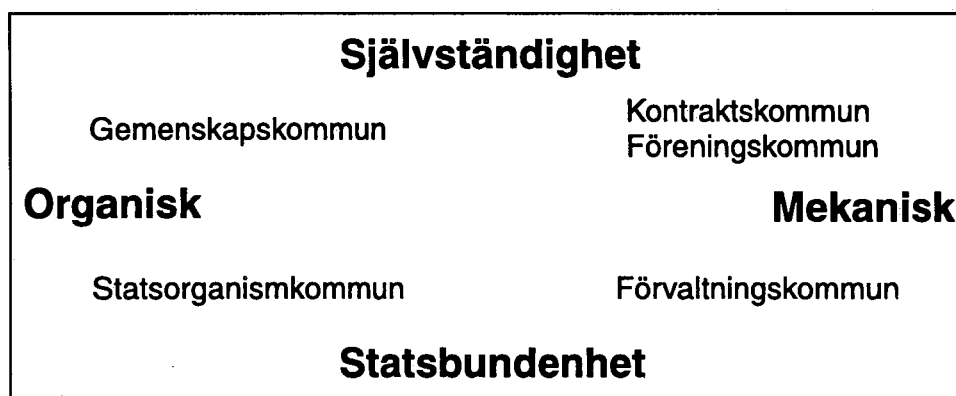 Självständighet
Gemenskapskommun
Kontraktskommun
Föreningskommun
Organisk
Mekanisk
Statsorganismkommun
Förvaltningskommun
Statsbundenhet